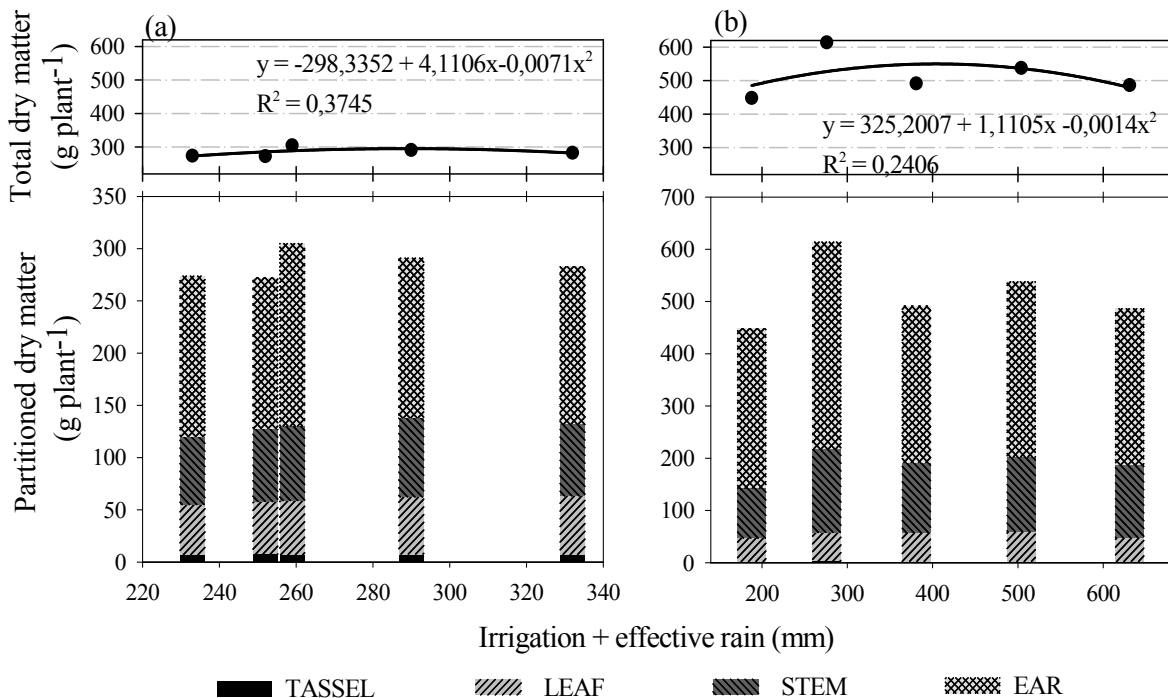 (a)
(b)
Total dry matter
(g plant-1)
600
500
400
300
200
y = -298,3352 + 4,1106x-0,0071x2
R2 = 0,3745
600
500
400
300
200
y = 325,2007 + 1,1105x -0,0014x2
R2 = 0,2406
Partitioned dry matter
(g plant-1)
350
300
250
200
150
100
50
0
700
600
500
400
300
200
100
0
220 240 260 280 300 320 340
200 300 400 500 600
Irrigation + effective rain (mm)
TASSEL LEAF STEM EAR